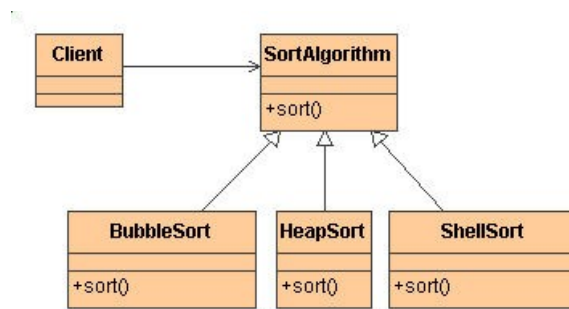 Client
SortAlgorithm
+sort()
BubbleSort
HeapSort
ShellSort
+sort()
+sort()
+sort()